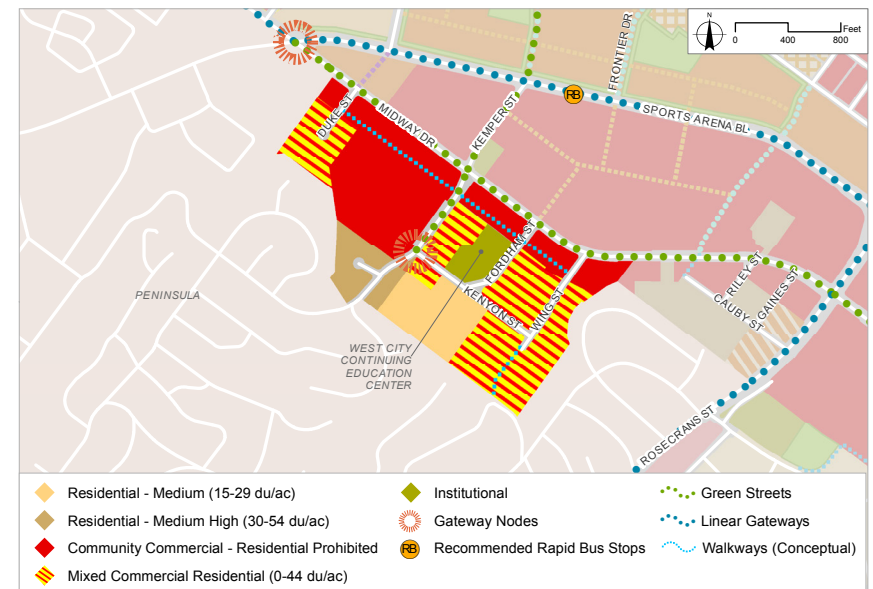 N
Feet
0 400 800
FRONTIER DR
RB
SPORTS ARENA BL
DUKE ST
MIDWAY DR
KEMPER ST
FORDHAM ST
KENYON ST
WING ST
RILEY ST
CAUBY ST
GAINES ST
PENINSULA
WEST CITY
CONTINUING
EDUCATION
CENTER
ROSECRANS ST
Residential - Medium (15-29 du/ac)
Residential - Medium High (30-54 du/ac)
Community Commercial - Residential Prohibited
Mixed Commercial Residential (0-44 du/ac)
Institutional
Gateway Nodes
RB Recommended Rapid Bus Stops
Green Streets
Linear Gateways
Walkways (Conceptual)